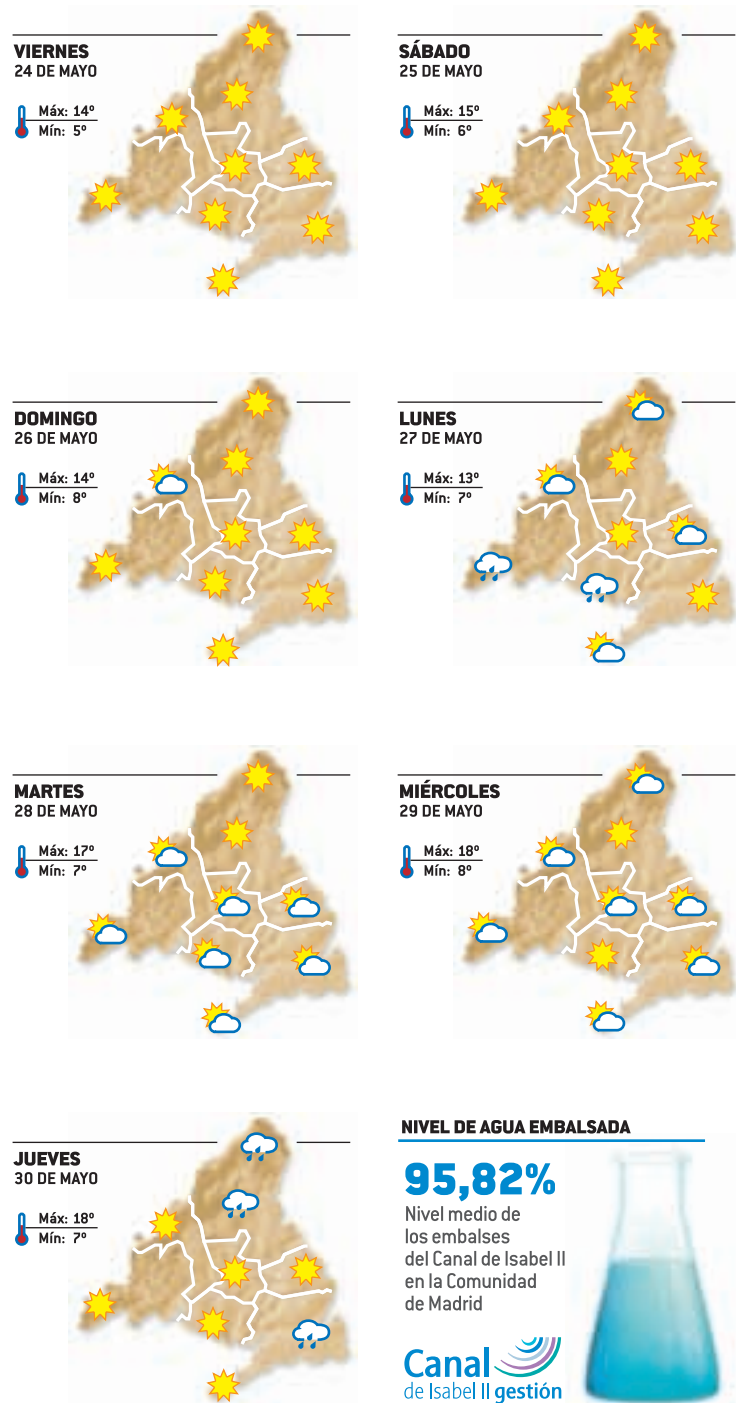 VIERNES
24 DE MAYO
Máx: 14º
Mín: 5º
SÁBADO
25 DE MAYO
Máx: 15º
Mín: 6º
DOMINGO
26 DE MAYO
Máx: 14º
Mín: 8º
LUNES
27 DE MAYO
Máx: 13º
Mín: 7º
MARTES
28 DE MAYO
Máx: 17º
Mín: 7º
MIÉRCOLES
29 DE MAYO
Máx: 18º
Mín: 8º
JUEVES
30 DE MAYO
Máx: 18º
Mín: 7º
NIVEL DE AGUA EMBALSADA
95,82%
Nivel medio de
los embalses
del Canal de Isabel II
en la Comunidad
de Madrid
Canal
de Isabel II gestión